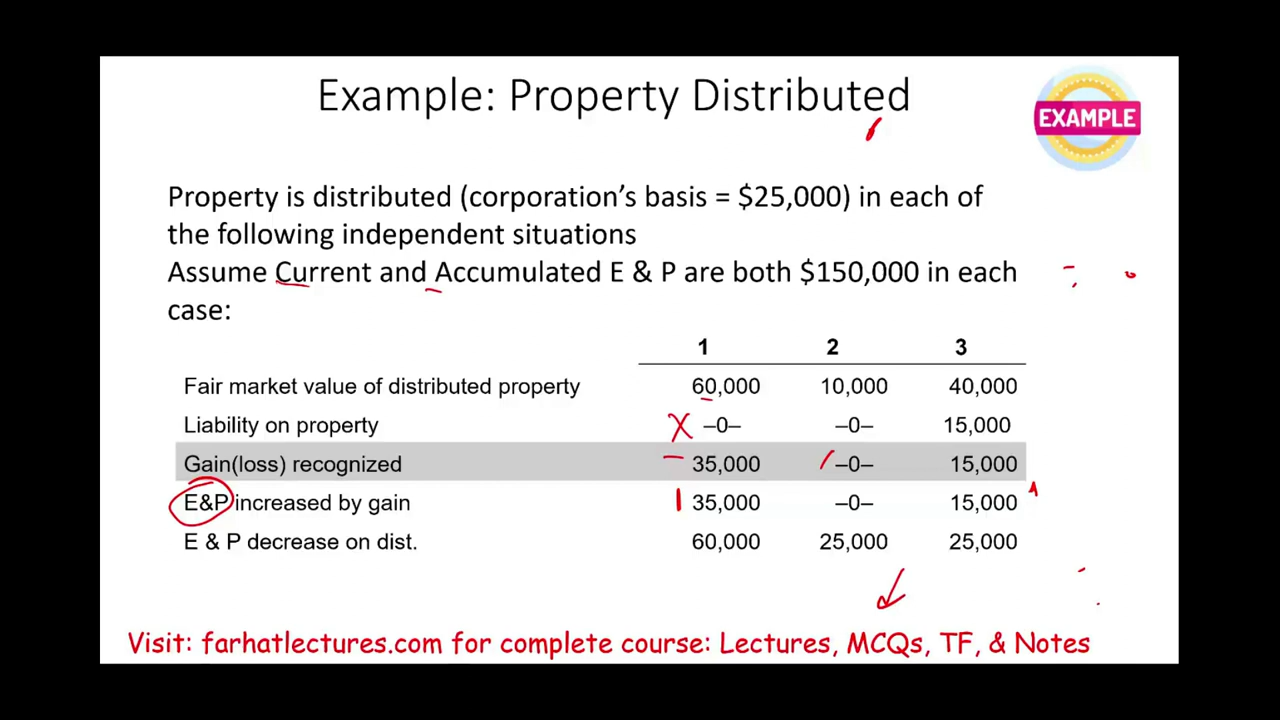 Example: Property Distributed
EXAMPLE
Property is distributed (corporation's basis = $25,000) in each of
the following independent situations
Assume Current and Accumulated E & P are both $150,000 in each
case:
1 2 3
Fair market value of distributed property 60,000 10,000 40,000
Liability on property –0– –0– 15,000
Gain(loss) recognized 35,000 –0– 15,000
E&P increased by gain 35,000 –0– 15,000
E & P decrease on dist. 60,000 25,000 25,000
Visit: farhatlectures.com for complete course: Lectures, MCQs, TF, & Notes